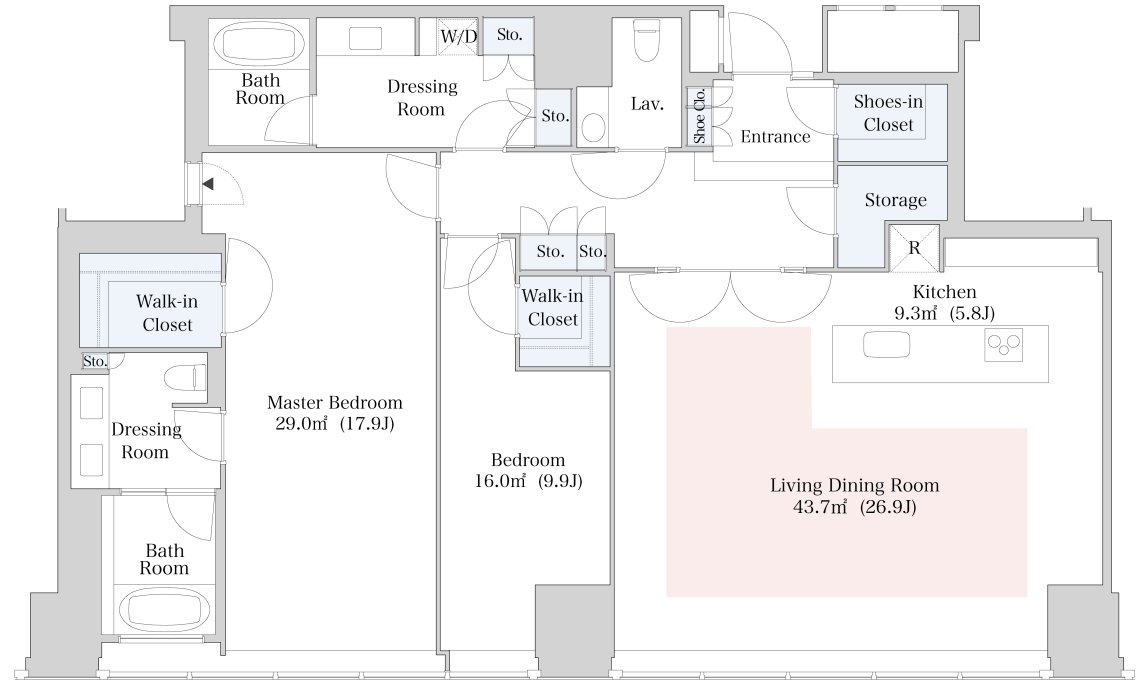 W/D
Sto.
Bath
Room
Dressing
Room
Sto.
Lav.
Shoe Clo.
Entrance
Shoes-in
Closet
Storage
Sto.
Sto.
R
Walk-in
Closet
Walk-in
Closet
Kitchen
9.3㎡ (5.8J)
Sto.
Dressing
Room
Master Bedroom
29.0㎡ (17.9J)
Bedroom
16.0㎡ (9.9J)
Living Dining Room
43.7㎡ (26.9J)
Bath
Room